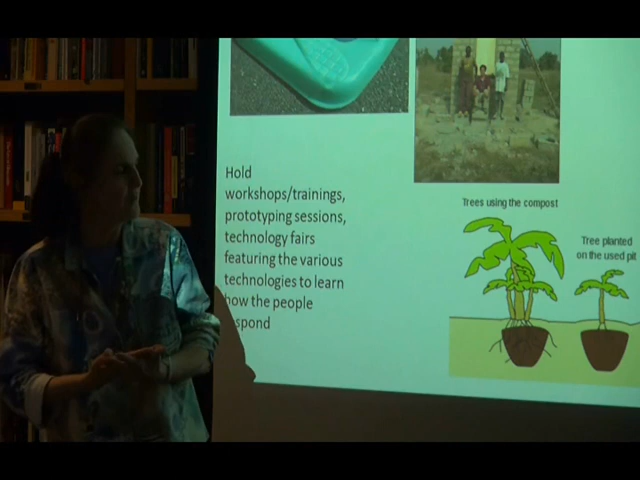 Hold
workshops/trainings,
prototyping sessions,
technology fairs
featuring the various
technologies to learn
how the people
Trees using the compost
Tree planted
on the used pit